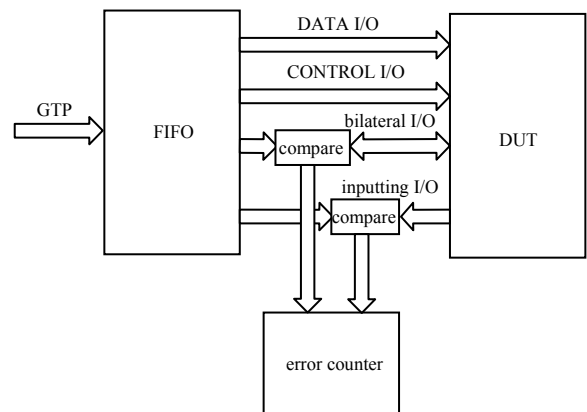 DATA I/O
CONTROL I/O
GTP
FIFO
bilateral I/O
compare
DUT
inputting I/O
compare
error counter